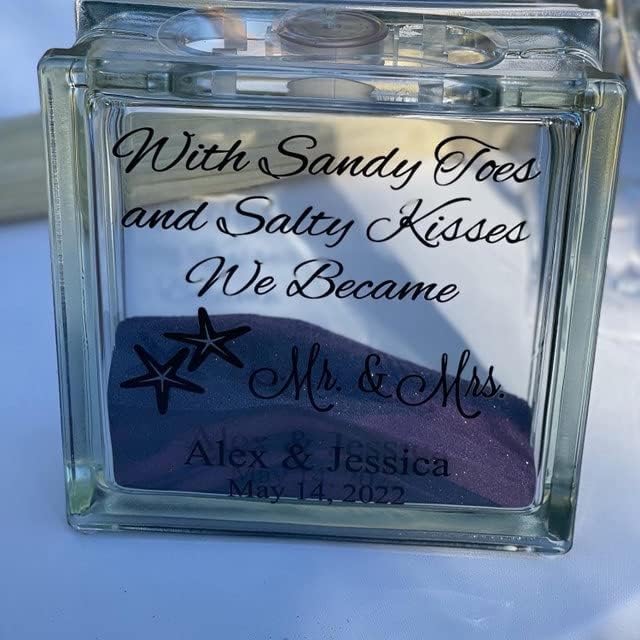 With Sandy Toes
and Salty Kisses
We Became
Mr. & Mrs.
Alex & Jessica
May 14, 2022